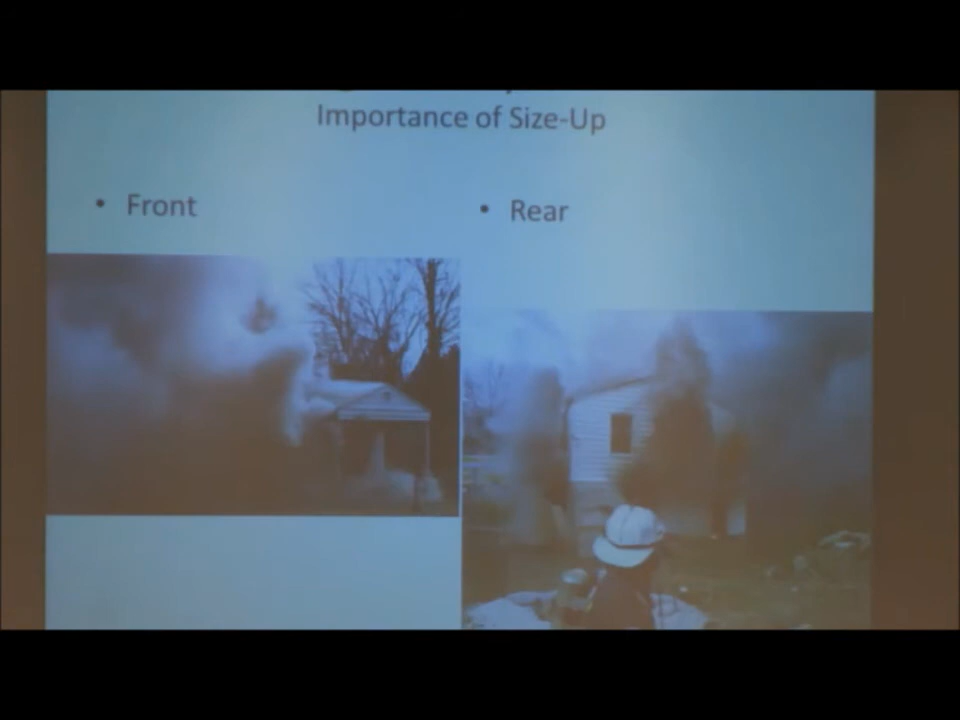 Importance of Size-Up
• Front
• Rear